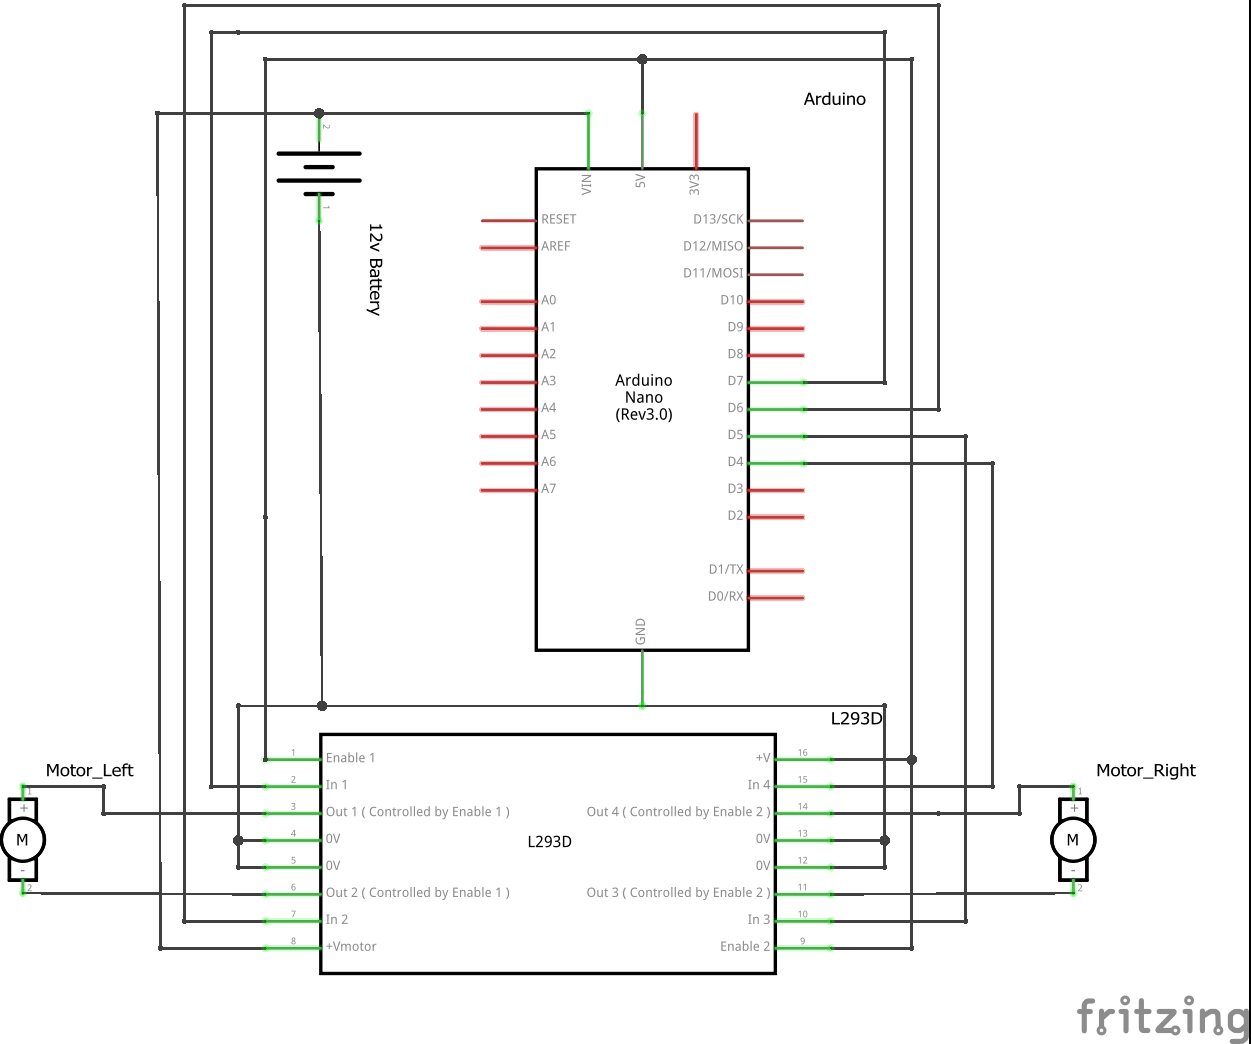 Arduino
2
1
12v Battery
VIN
5V
3V3
RESET
AREF
A0
A1
A2
A3
A4
A5
A6
A7
D13/SCK
D12/MISO
D11/MOSI
D10
D9
D8
D7
D6
D5
D4
D3
D2
D1/TX
D0/RX
Arduino
Nano
(Rev3.0)
GND
L293D
Motor_Left
1
+
M
-
2
1 Enable 1
2 In 1
3 Out 1 ( Controlled by Enable 1 )
4 0V
5 0V
6 Out 2 ( Controlled by Enable 1 )
7 In 2
8 +Vmotor
L293D
+V 16
In 4 15
Out 4 ( Controlled by Enable 2 ) 14
0V 13
0V 12
Out 3 ( Controlled by Enable 2 ) 11
In 3 10
Enable 2 9
Motor_Right
1
+
M
-
2
fritzing